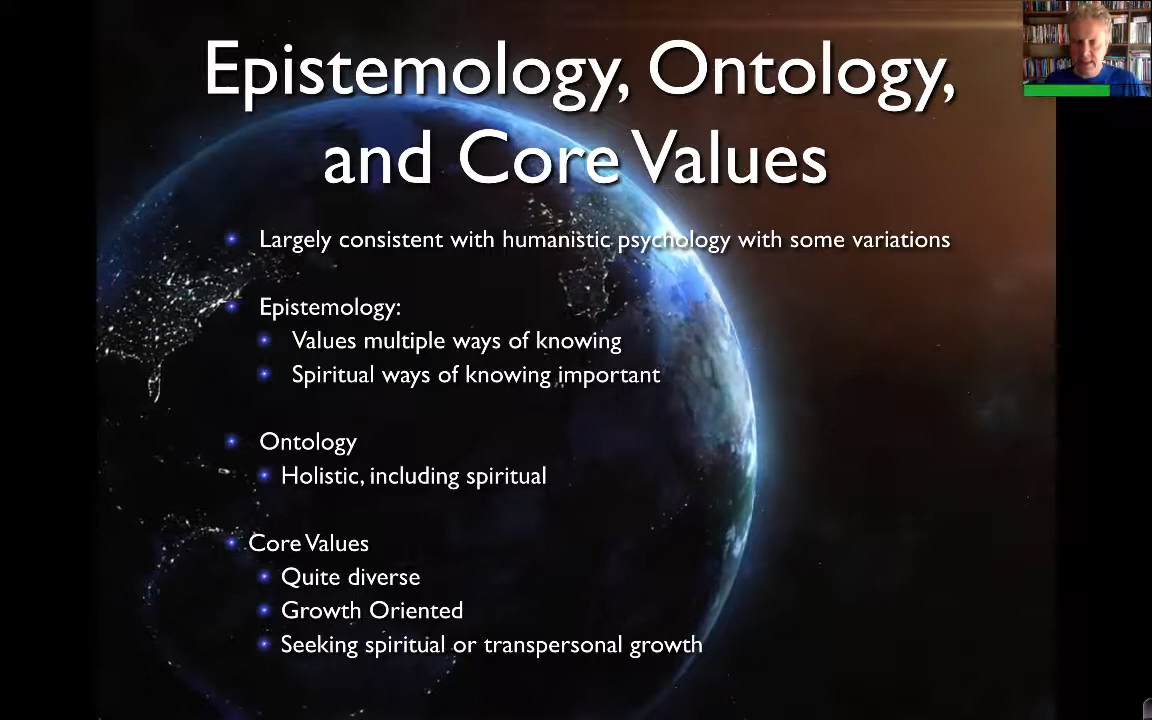 Epistemology, Ontology,
and Core Values
Largely consistent with humanistic psychology with some variations
Epistemology:
Values multiple ways of knowing
Spiritual ways of knowing important
Ontology
Holistic, including spiritual
Core Values
Quite diverse
Growth Oriented
Seeking spiritual or transpersonal growth